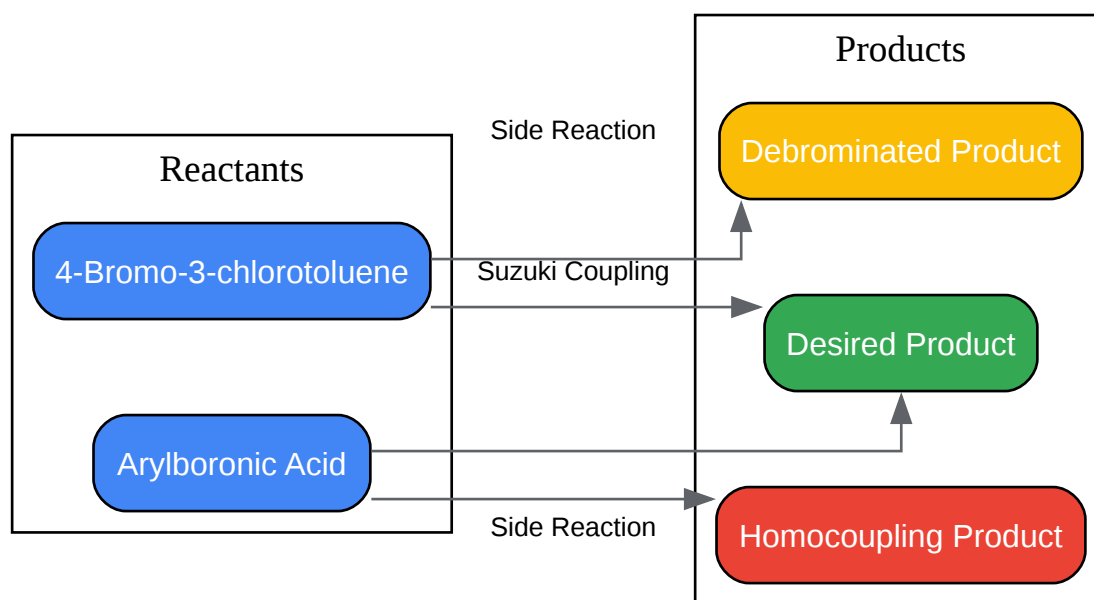 Products
Side Reaction
Debrominated Product
Reactants
4-Bromo-3-chlorotoluene
Suzuki Coupling
Desired Product
Arylboronic Acid
Side Reaction
Homocoupling Product